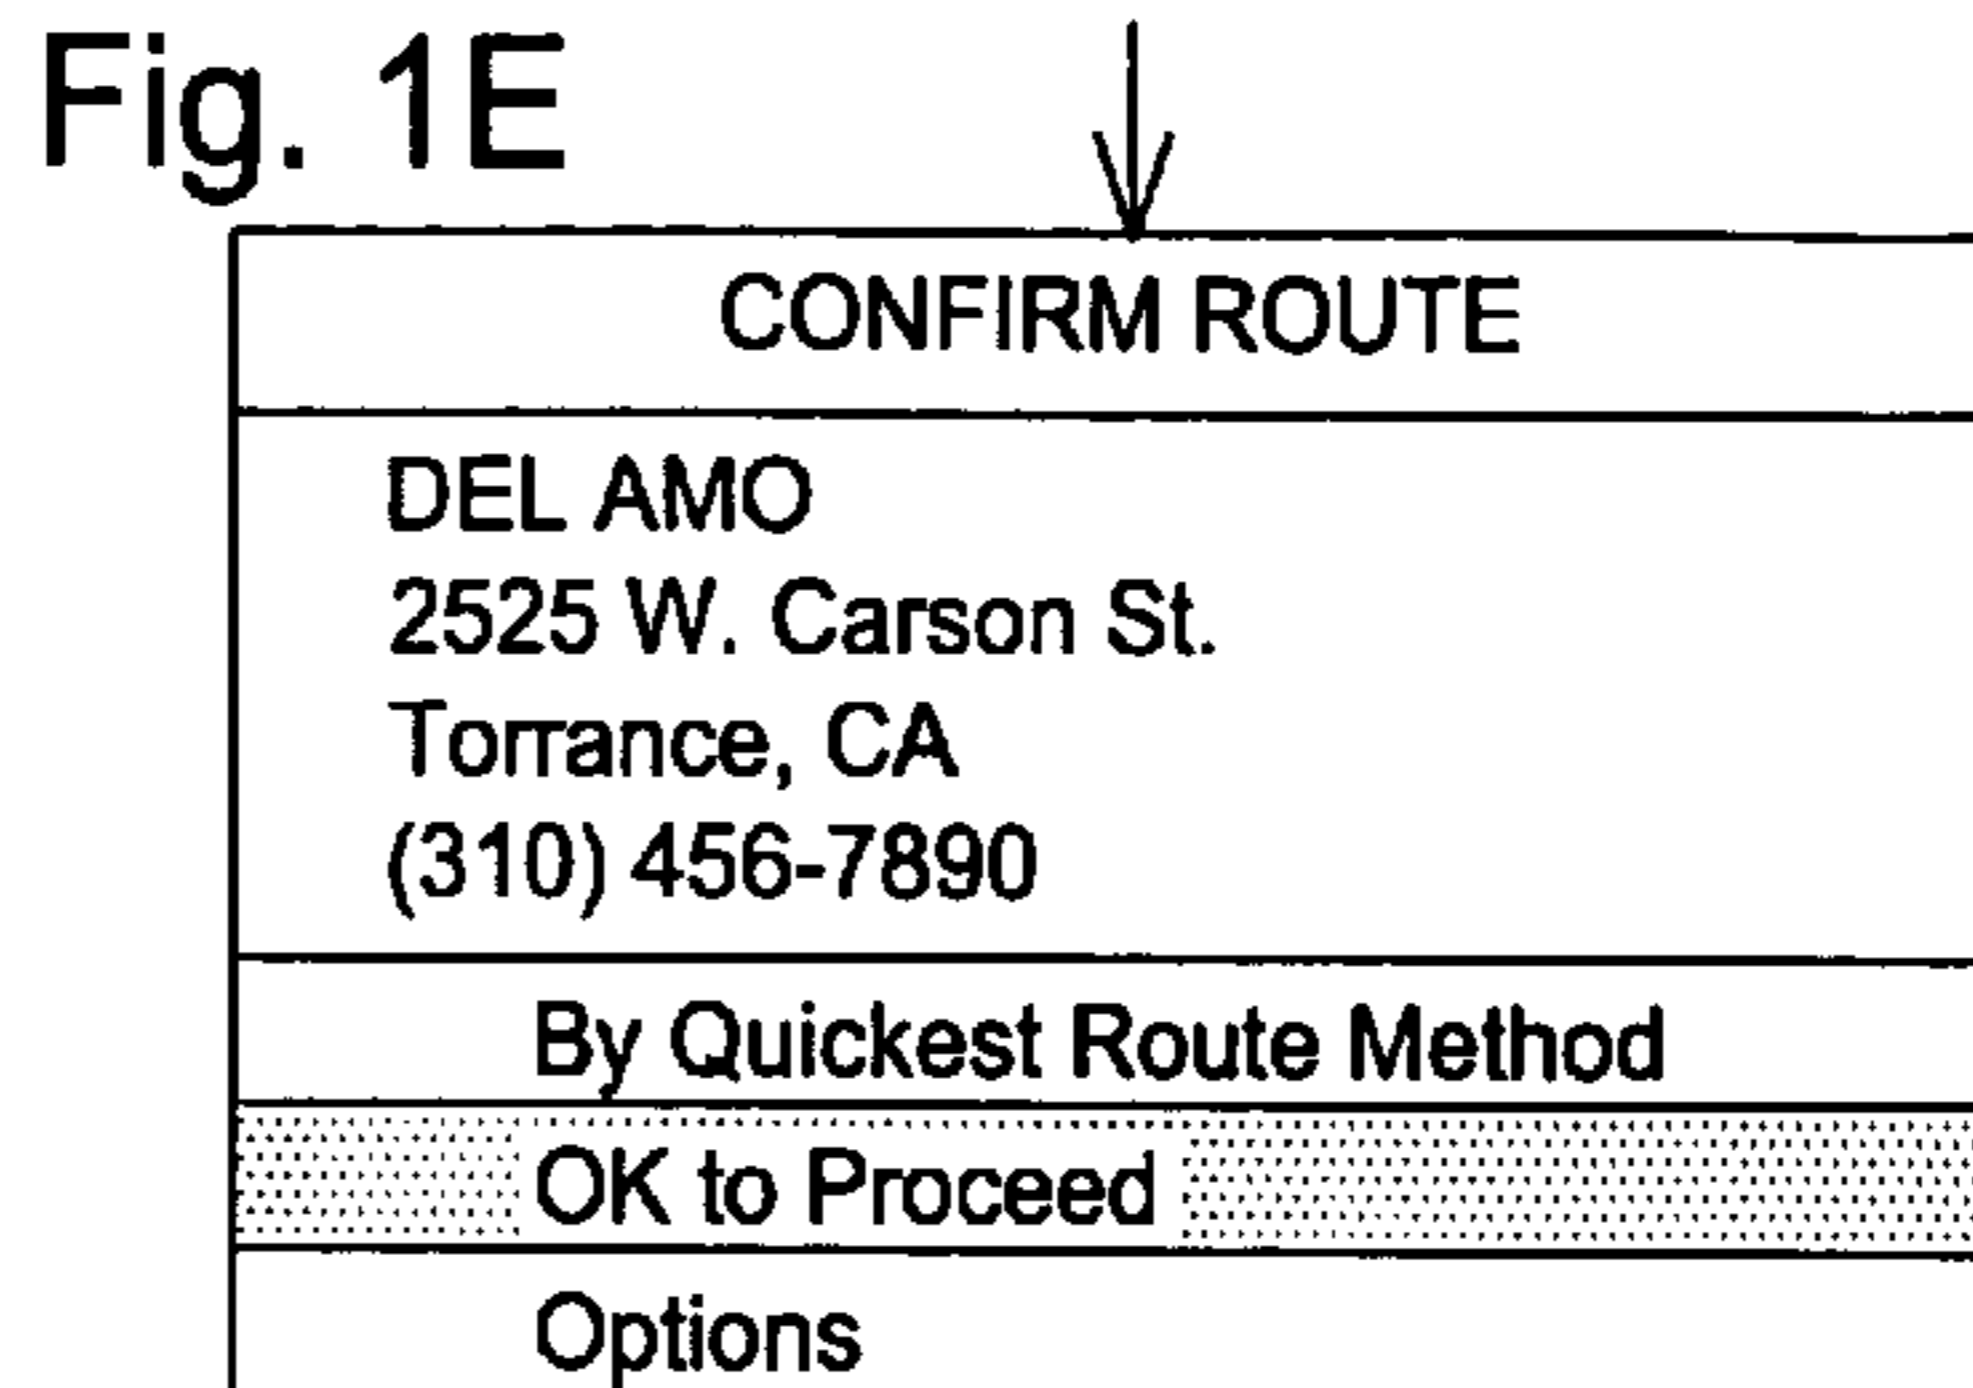 Fig. 1E
CONFIRM ROUTE
DEL AMO
2525 W. Carson St.
Torrance, CA
(310) 456-7890
By Quickest Route Method
OK to Proceed
Options